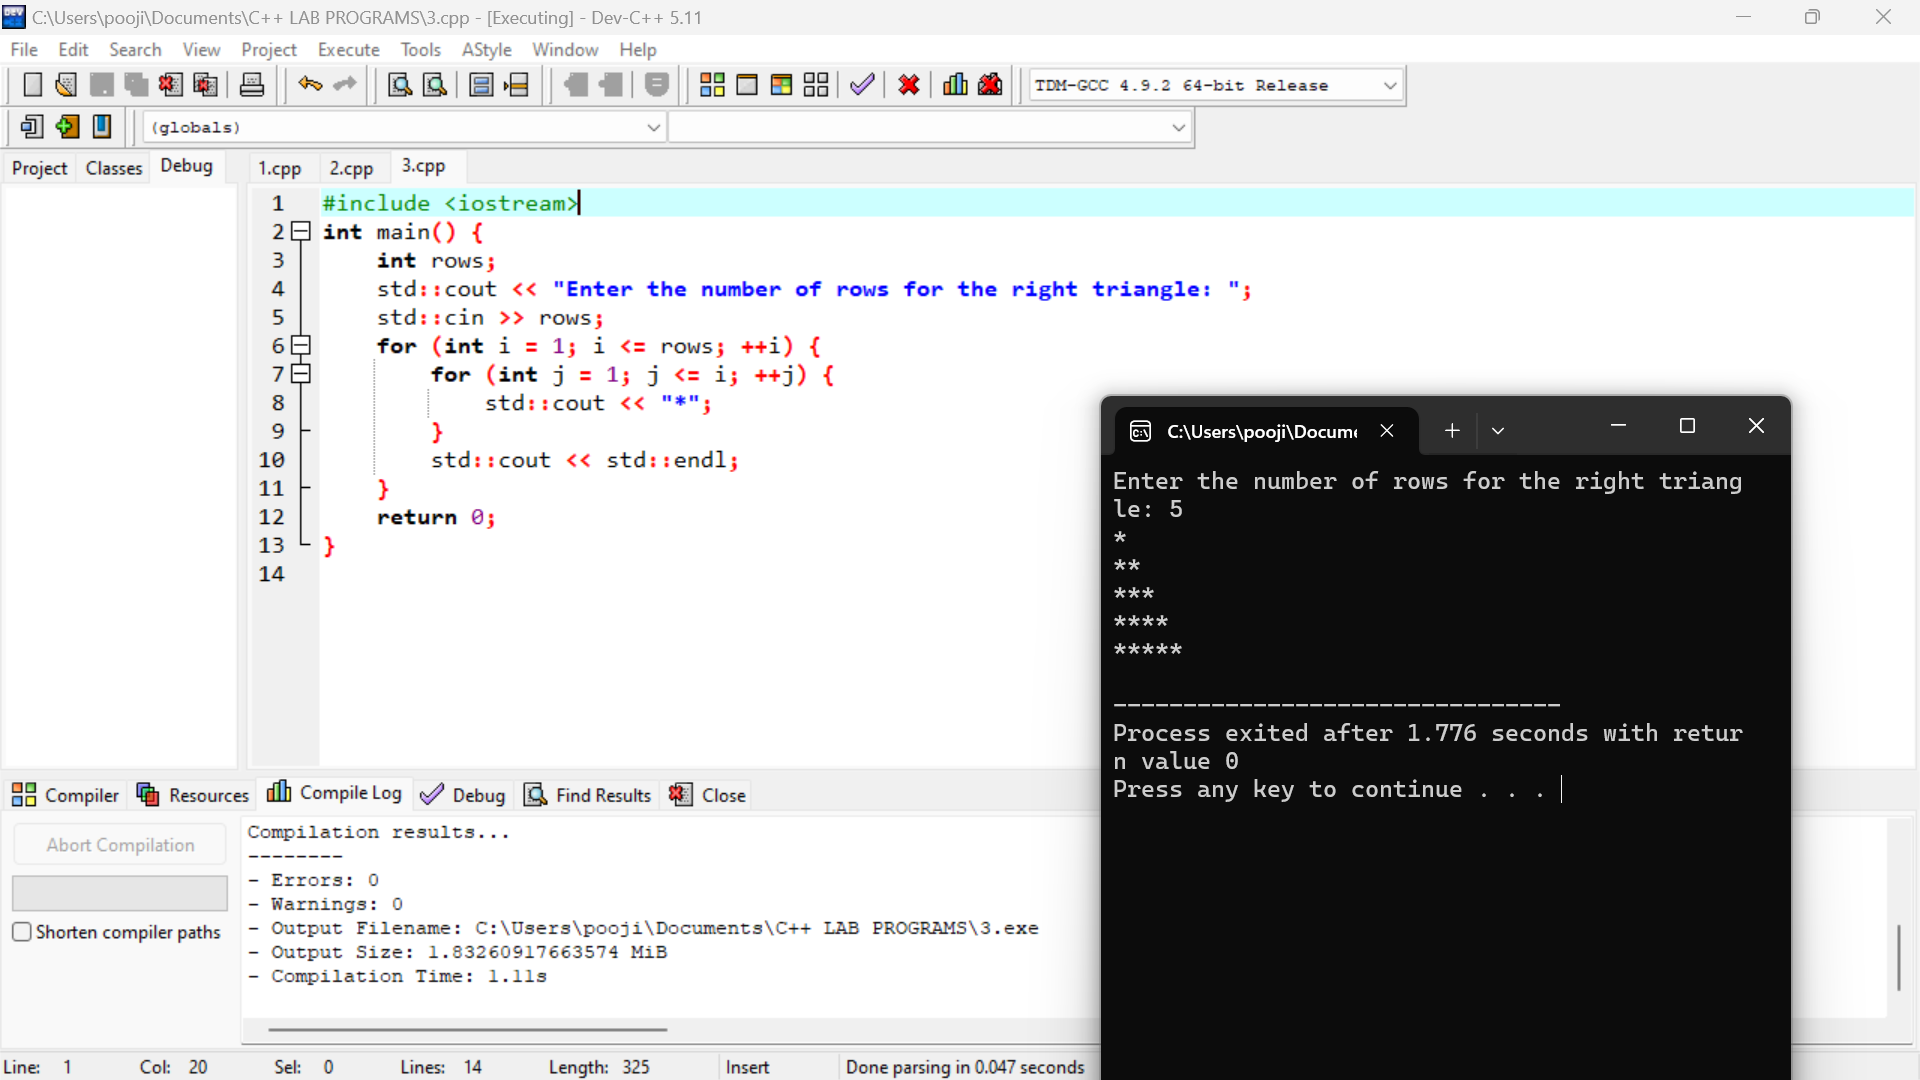 C:\Users\pooji\Documents\C++ LAB PROGRAMS\3.cpp - [Executing] - Dev-C++ 5.11
File Edit Search View Project Execute Tools AStyle Window Help
TDM-GCC 4.9.2 64-bit Release
(globals)
Project Classes Debug 1.cpp 2.cpp 3.cpp
1 #include <iostream>
2 int main() {
3     int rows;
4     std::cout << "Enter the number of rows for the right triangle: ";
5     std::cin >> rows;
6     for (int i = 1; i <= rows; ++i) {
7         for (int j = 1; j <= i; ++j) {
8             std::cout << "*";
9         }
10         std::cout << std::endl;
11     }
12     return 0;
13 }
14
C:\Users\pooji\Docume
Enter the number of rows for the right triang
le: 5
*
**
***
****
*****
--------------------------------
Process exited after 1.776 seconds with retur
n value 0
Press any key to continue . . .
Compiler Resources Compile Log Debug Find Results Close
Abort Compilation
Shorten compiler paths
Compilation results...
--------
- Errors: 0
- Warnings: 0
- Output Filename: C:\Users\pooji\Documents\C++ LAB PROGRAMS\3.exe
- Output Size: 1.83260917663574 MiB
- Compilation Time: 1.11s
Line: 1 Col: 20 Sel: 0 Lines: 14 Length: 325 Insert Done parsing in 0.047 seconds